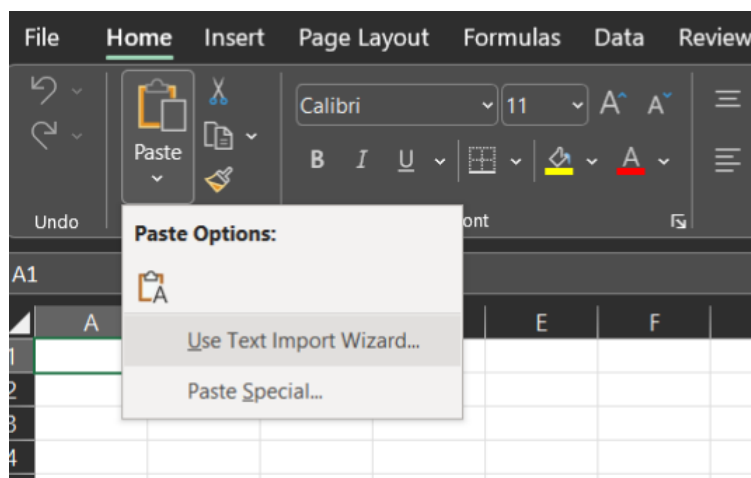 File Home Insert Page Layout Formulas Data Review
Calibri 11 A A
Paste
B I U A
Undo ont
Paste Options:
A1
A
A E F
Use Text Import Wizard...
1
Paste Special...
2
3
4